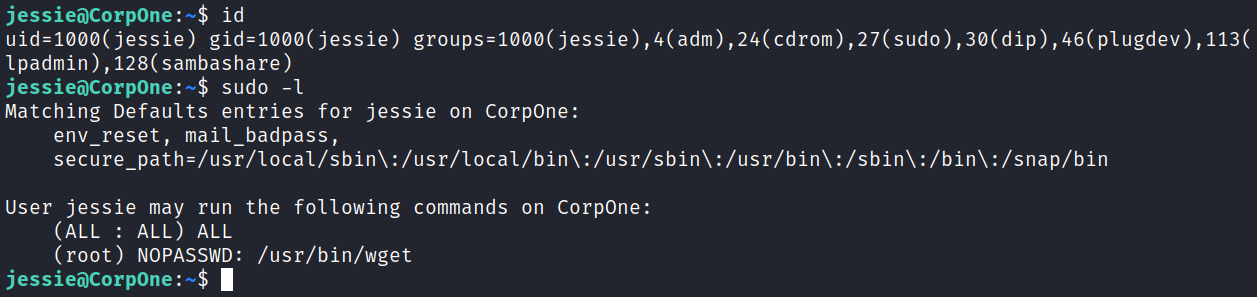 jessie@CorpOne:~$ id
uid=1000(jessie) gid=1000(jessie) groups=1000(jessie),4(adm),24(cdrom),27(sudo),30(dip),46(plugdev),113(
lpadmin),128(sambashare)
jessie@CorpOne:~$ sudo -l
Matching Defaults entries for jessie on CorpOne:
    env_reset, mail_badpass,
    secure_path=/usr/local/sbin\:/usr/local/bin\:/usr/sbin\:/usr/bin\:/sbin\:/bin\:/snap/bin

User jessie may run the following commands on CorpOne:
    (ALL : ALL) ALL
    (root) NOPASSWD: /usr/bin/wget
jessie@CorpOne:~$